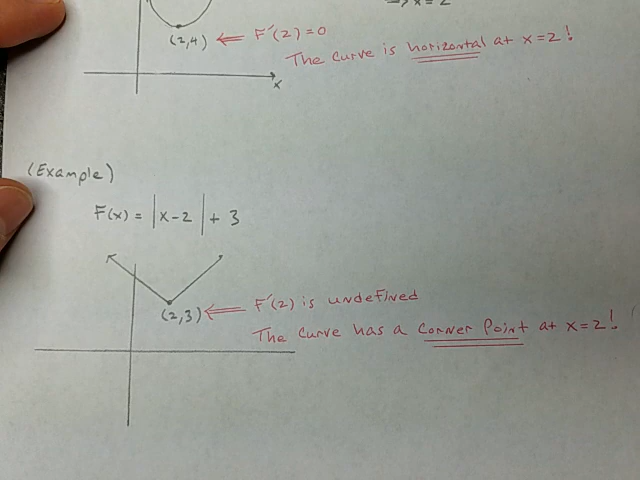 ⇒ x = 2
(2,4) ⇐ F'(2) = 0
The curve is horizontal at x = 2!
x
(Example)
F(x) = |x-2| + 3
(2,3) ⇐ F'(2) is undefined
The curve has a Corner Point at x = 2!